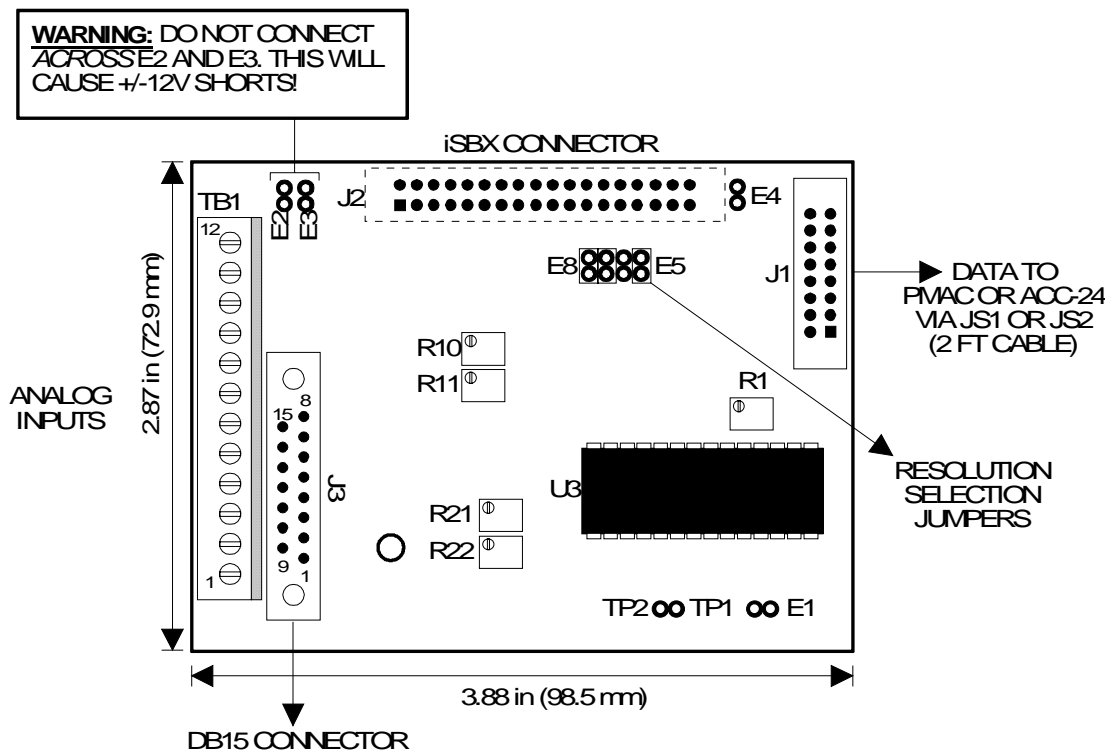 WARNING: DO NOT CONNECT
ACROSS E2 AND E3. THIS WILL
CAUSE +/-12V SHORTS!
iSBX CONNECTOR
TB1
J2
E4
E2
E3
12
E8
E5
J1
DATA TO
PMAC OR ACC-24
VIA JS1 OR JS2
(2 FT CABLE)
R10
R11
R1
ANALOG
INPUTS
2.87 in (72.9 mm)
8
15
J3
U3
RESOLUTION
SELECTION
JUMPERS
R21
R22
9
1
1
TP2
TP1
E1
3.88 in (98.5 mm)
DB15 CONNECTOR